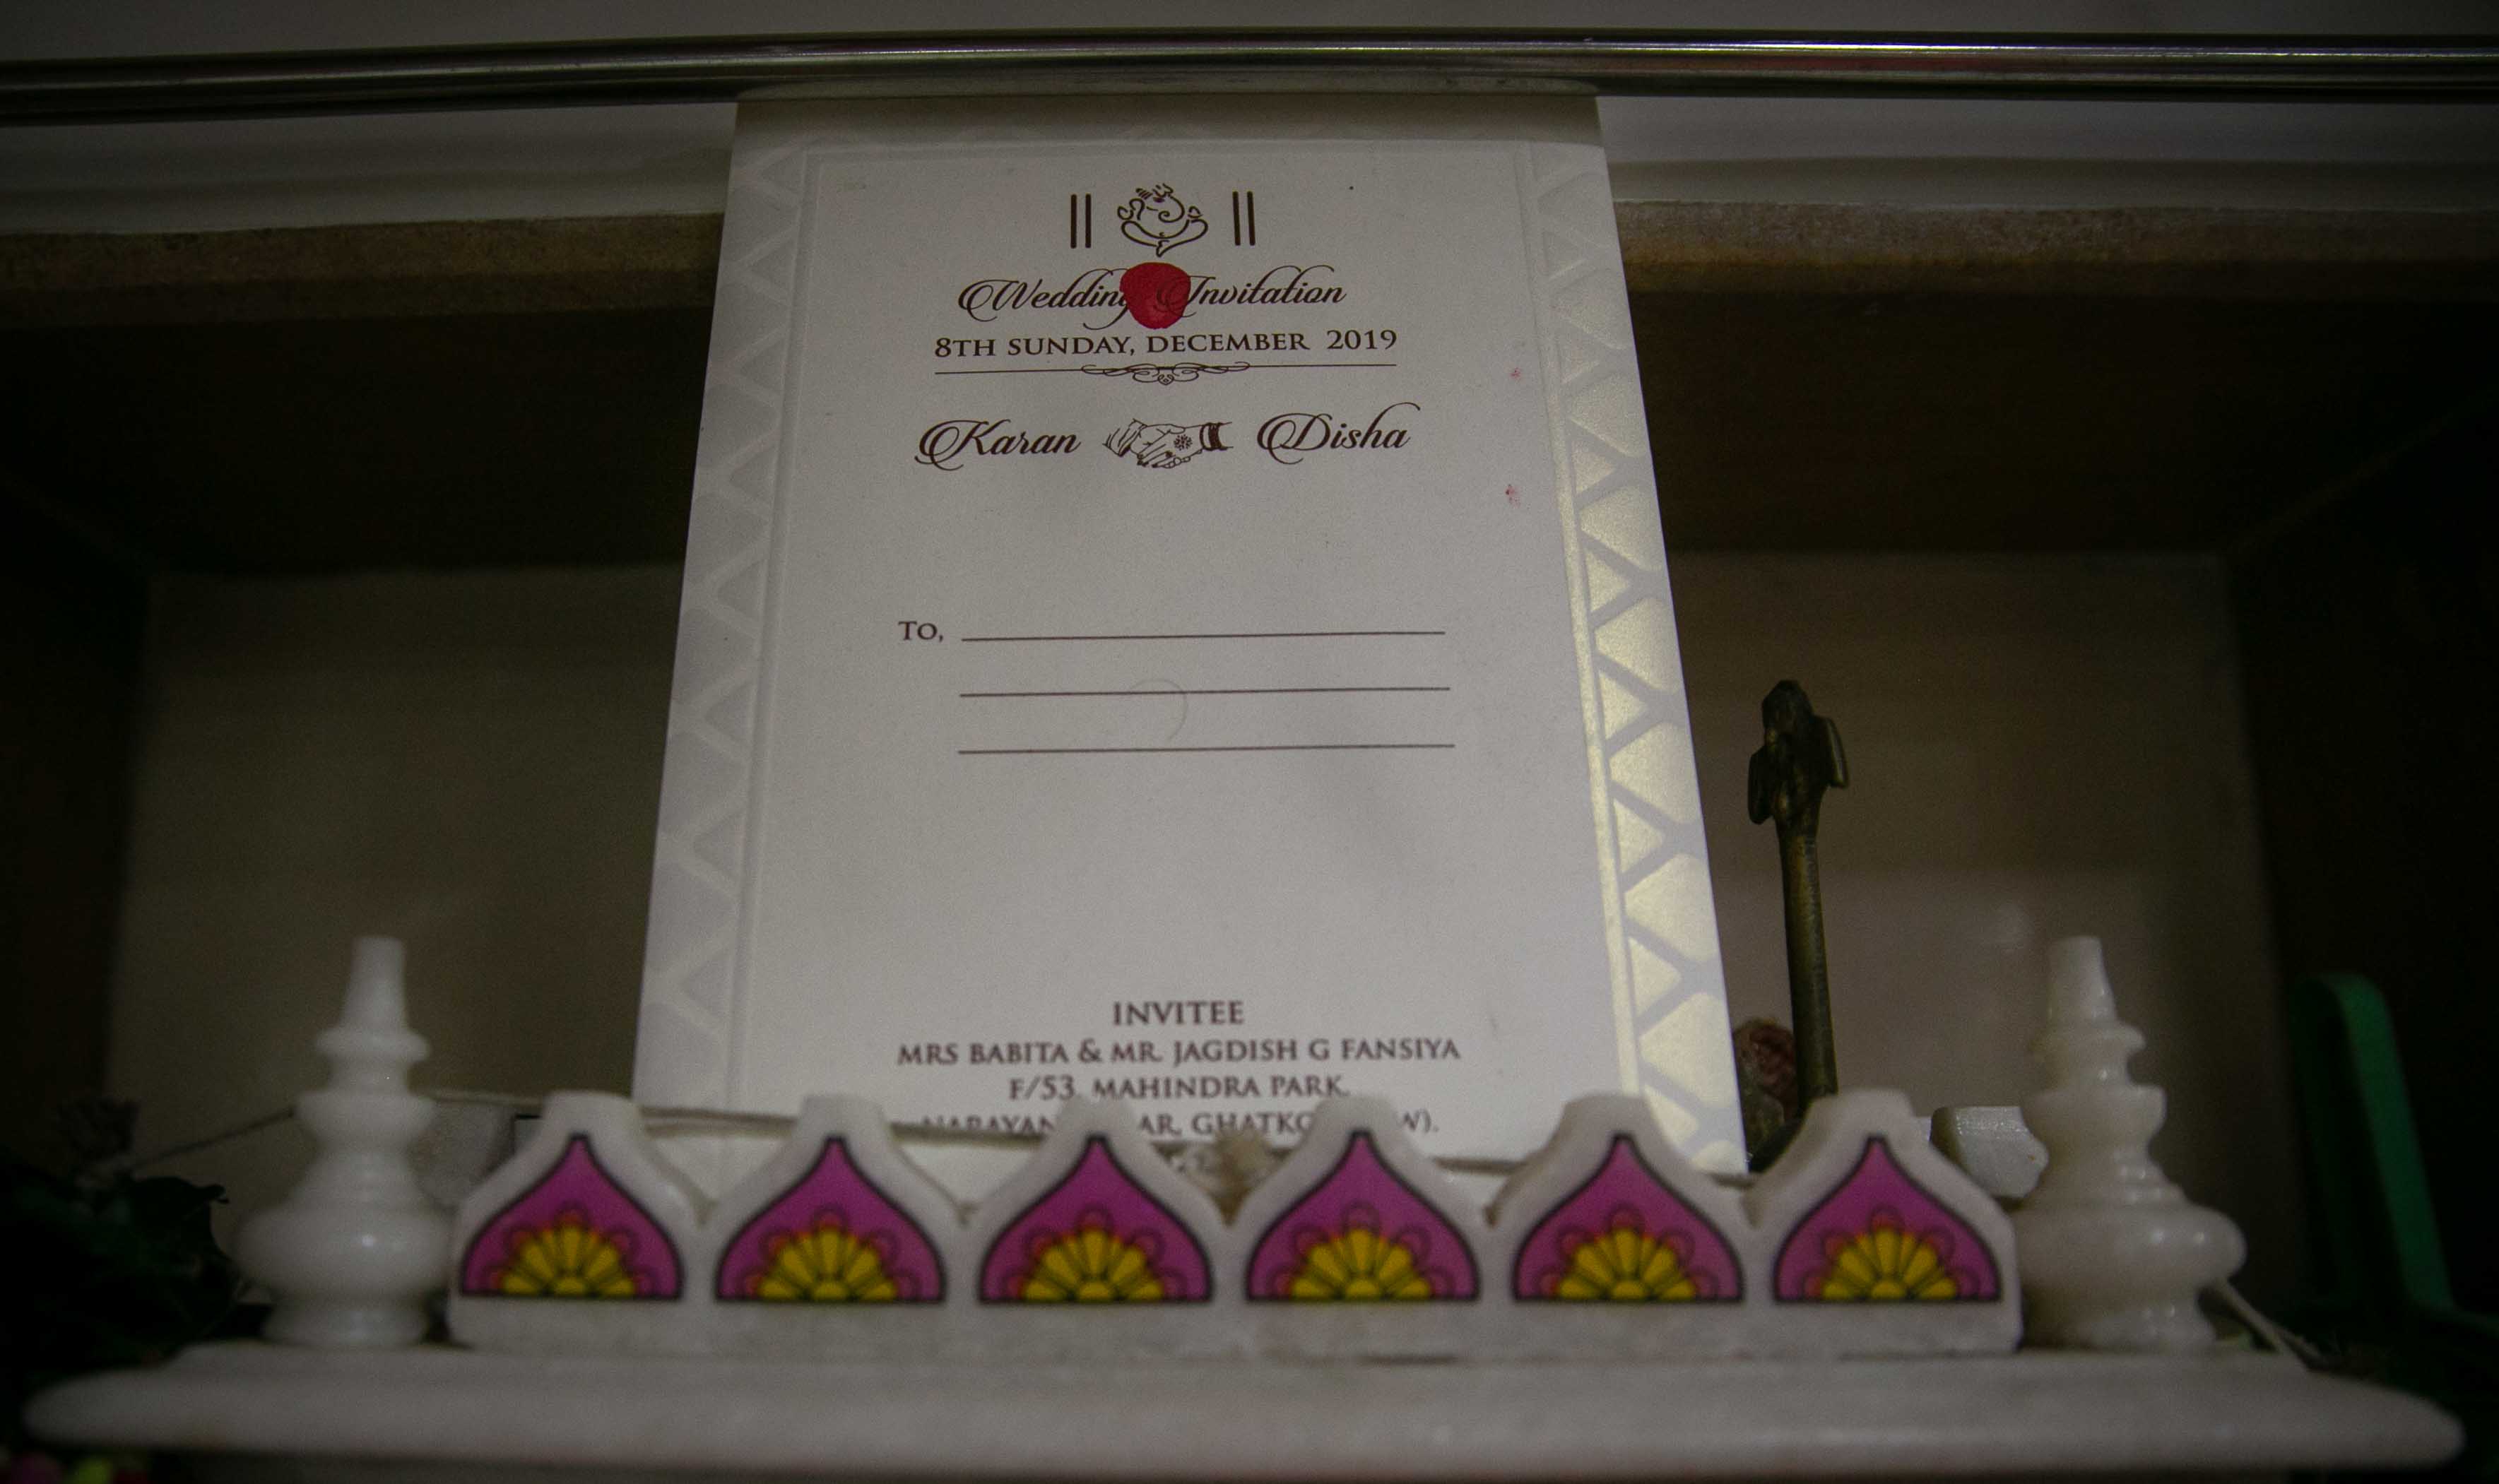 Wedding Invitation
8TH SUNDAY, DECEMBER 2019
Karan Disha
TO,
INVITEE
MRS BABITA & MR. JAGDISH G FANSIYA
F/53, MAHINDRA PARK,